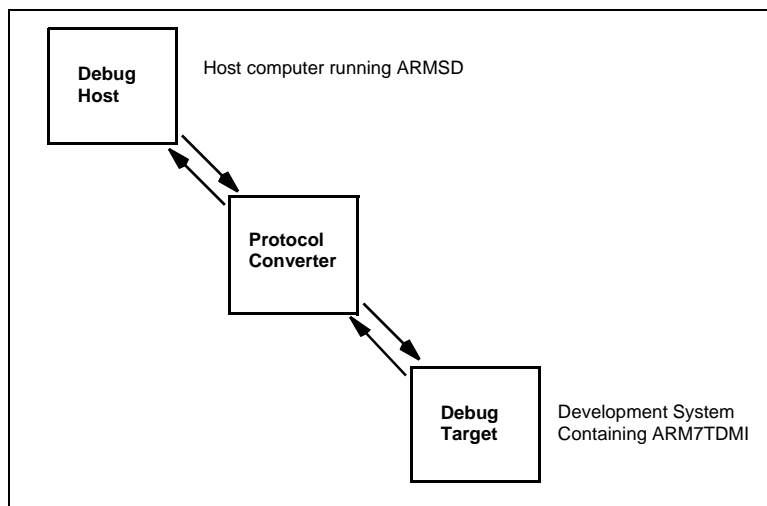 Debug
Host
Host computer running ARMSD
Protocol
Converter
Debug
Target
Development System
Containing ARM7TDMI